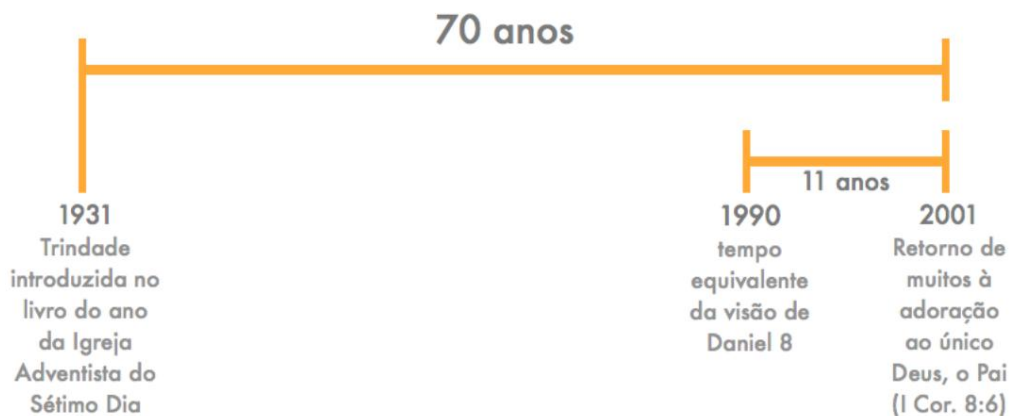 70 anos
11 anos
1931
Trindade
introduzida no
livro do ano
da Igreja
Adventista do
Sétimo Dia
1990
tempo
equivalente
da visão de
Daniel 8
2001
Retorno de
muitos à
adoração
ao único
Deus, o Pai
(I Cor. 8:6)